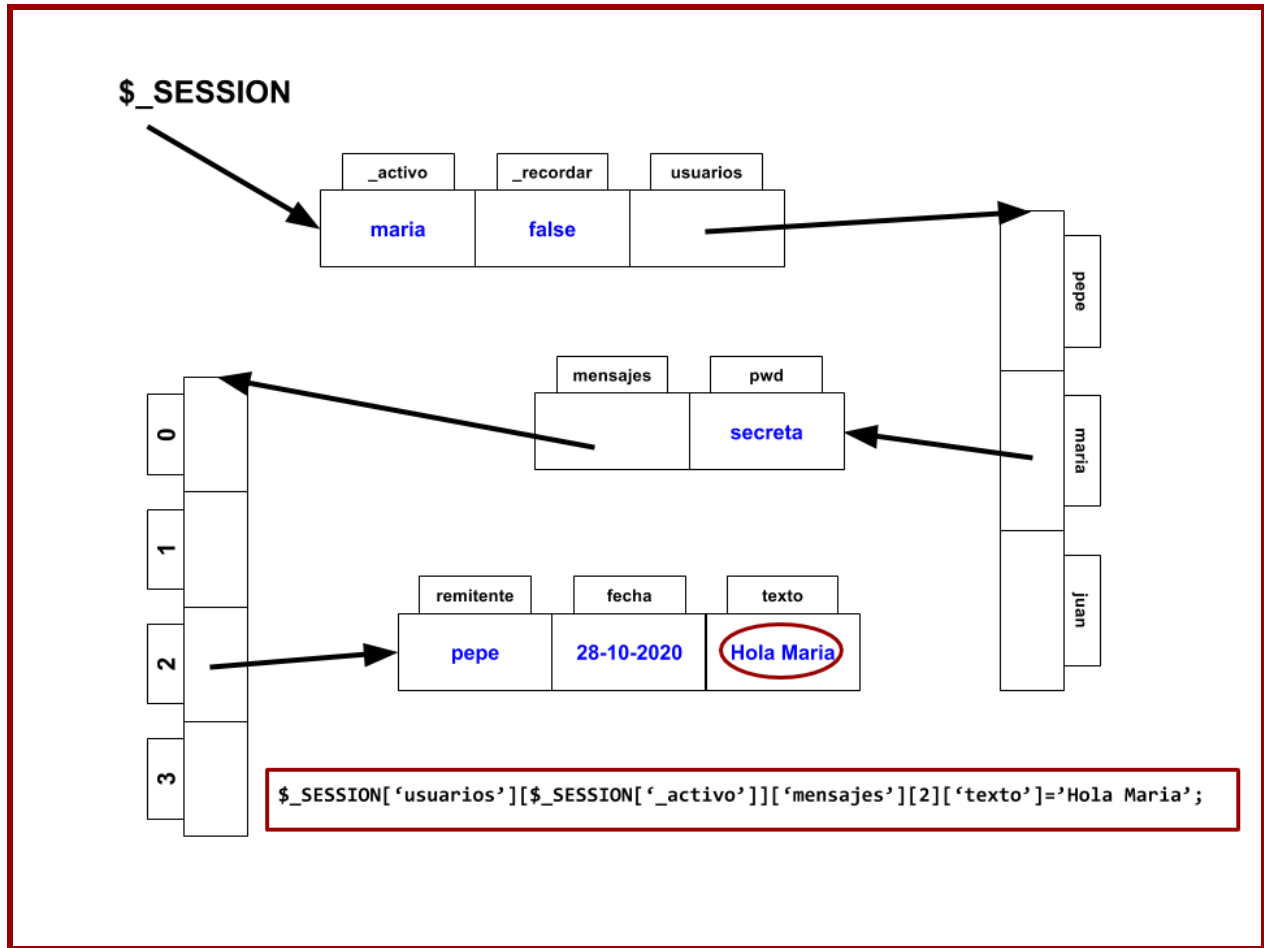 $_SESSION
_activo _recordar usuarios
maria false
pepe
mensajes pwd
secreta
maria
0
1
remitente fecha texto
pepe 28-10-2020 Hola Maria
juan
2
3
$_SESSION[‘usuarios’][$_SESSION[‘_activo’]][‘mensajes’][2][‘texto’]=’Hola Maria’;